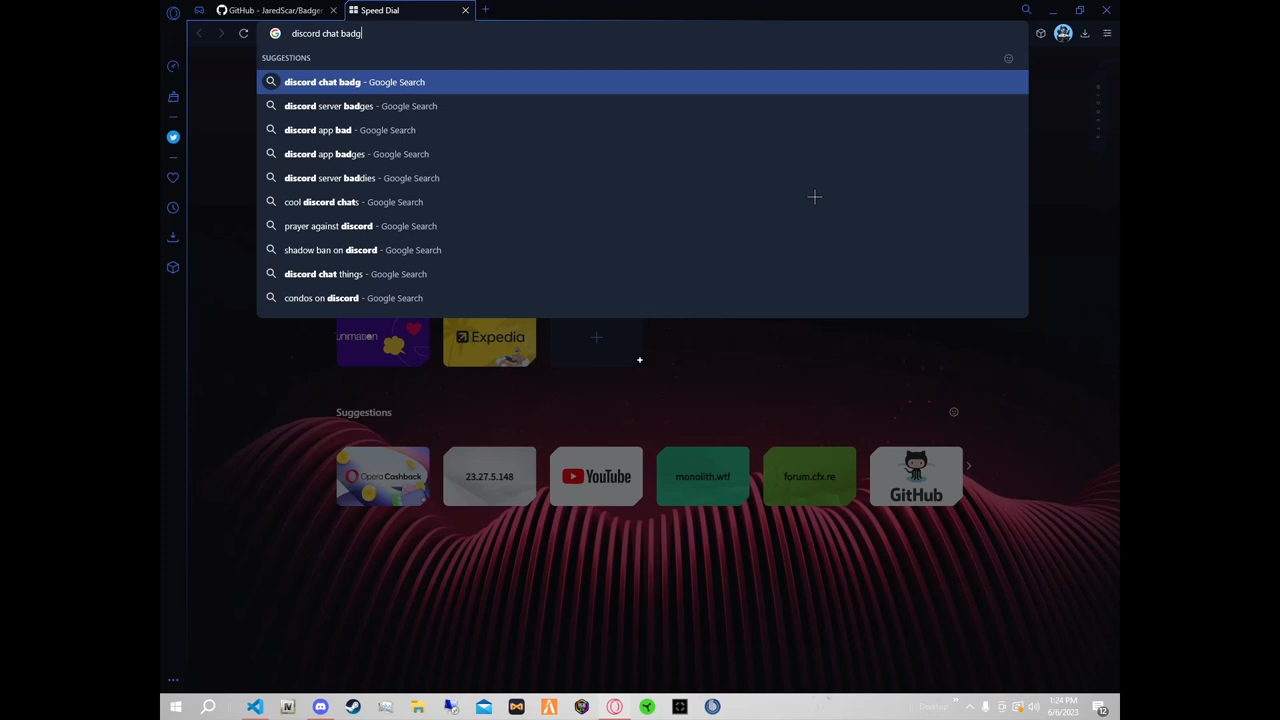 GitHub - JaredScar/Badger
Speed Dial
discord chat badg
SUGGESTIONS
discord chat badg - Google Search
discord server badges - Google Search
discord app bad - Google Search
discord app badges - Google Search
discord server baddies - Google Search
cool discord chats - Google Search
prayer against discord - Google Search
shadow ban on discord - Google Search
discord chat things - Google Search
condos on discord - Google Search
unimation
Expedia
Suggestions
Opera Cashback
23.27.5.148
YouTube
monolith.wtf
forum.cfx.re
GitHub
Desktop
1:24 PM
6/6/2023
12